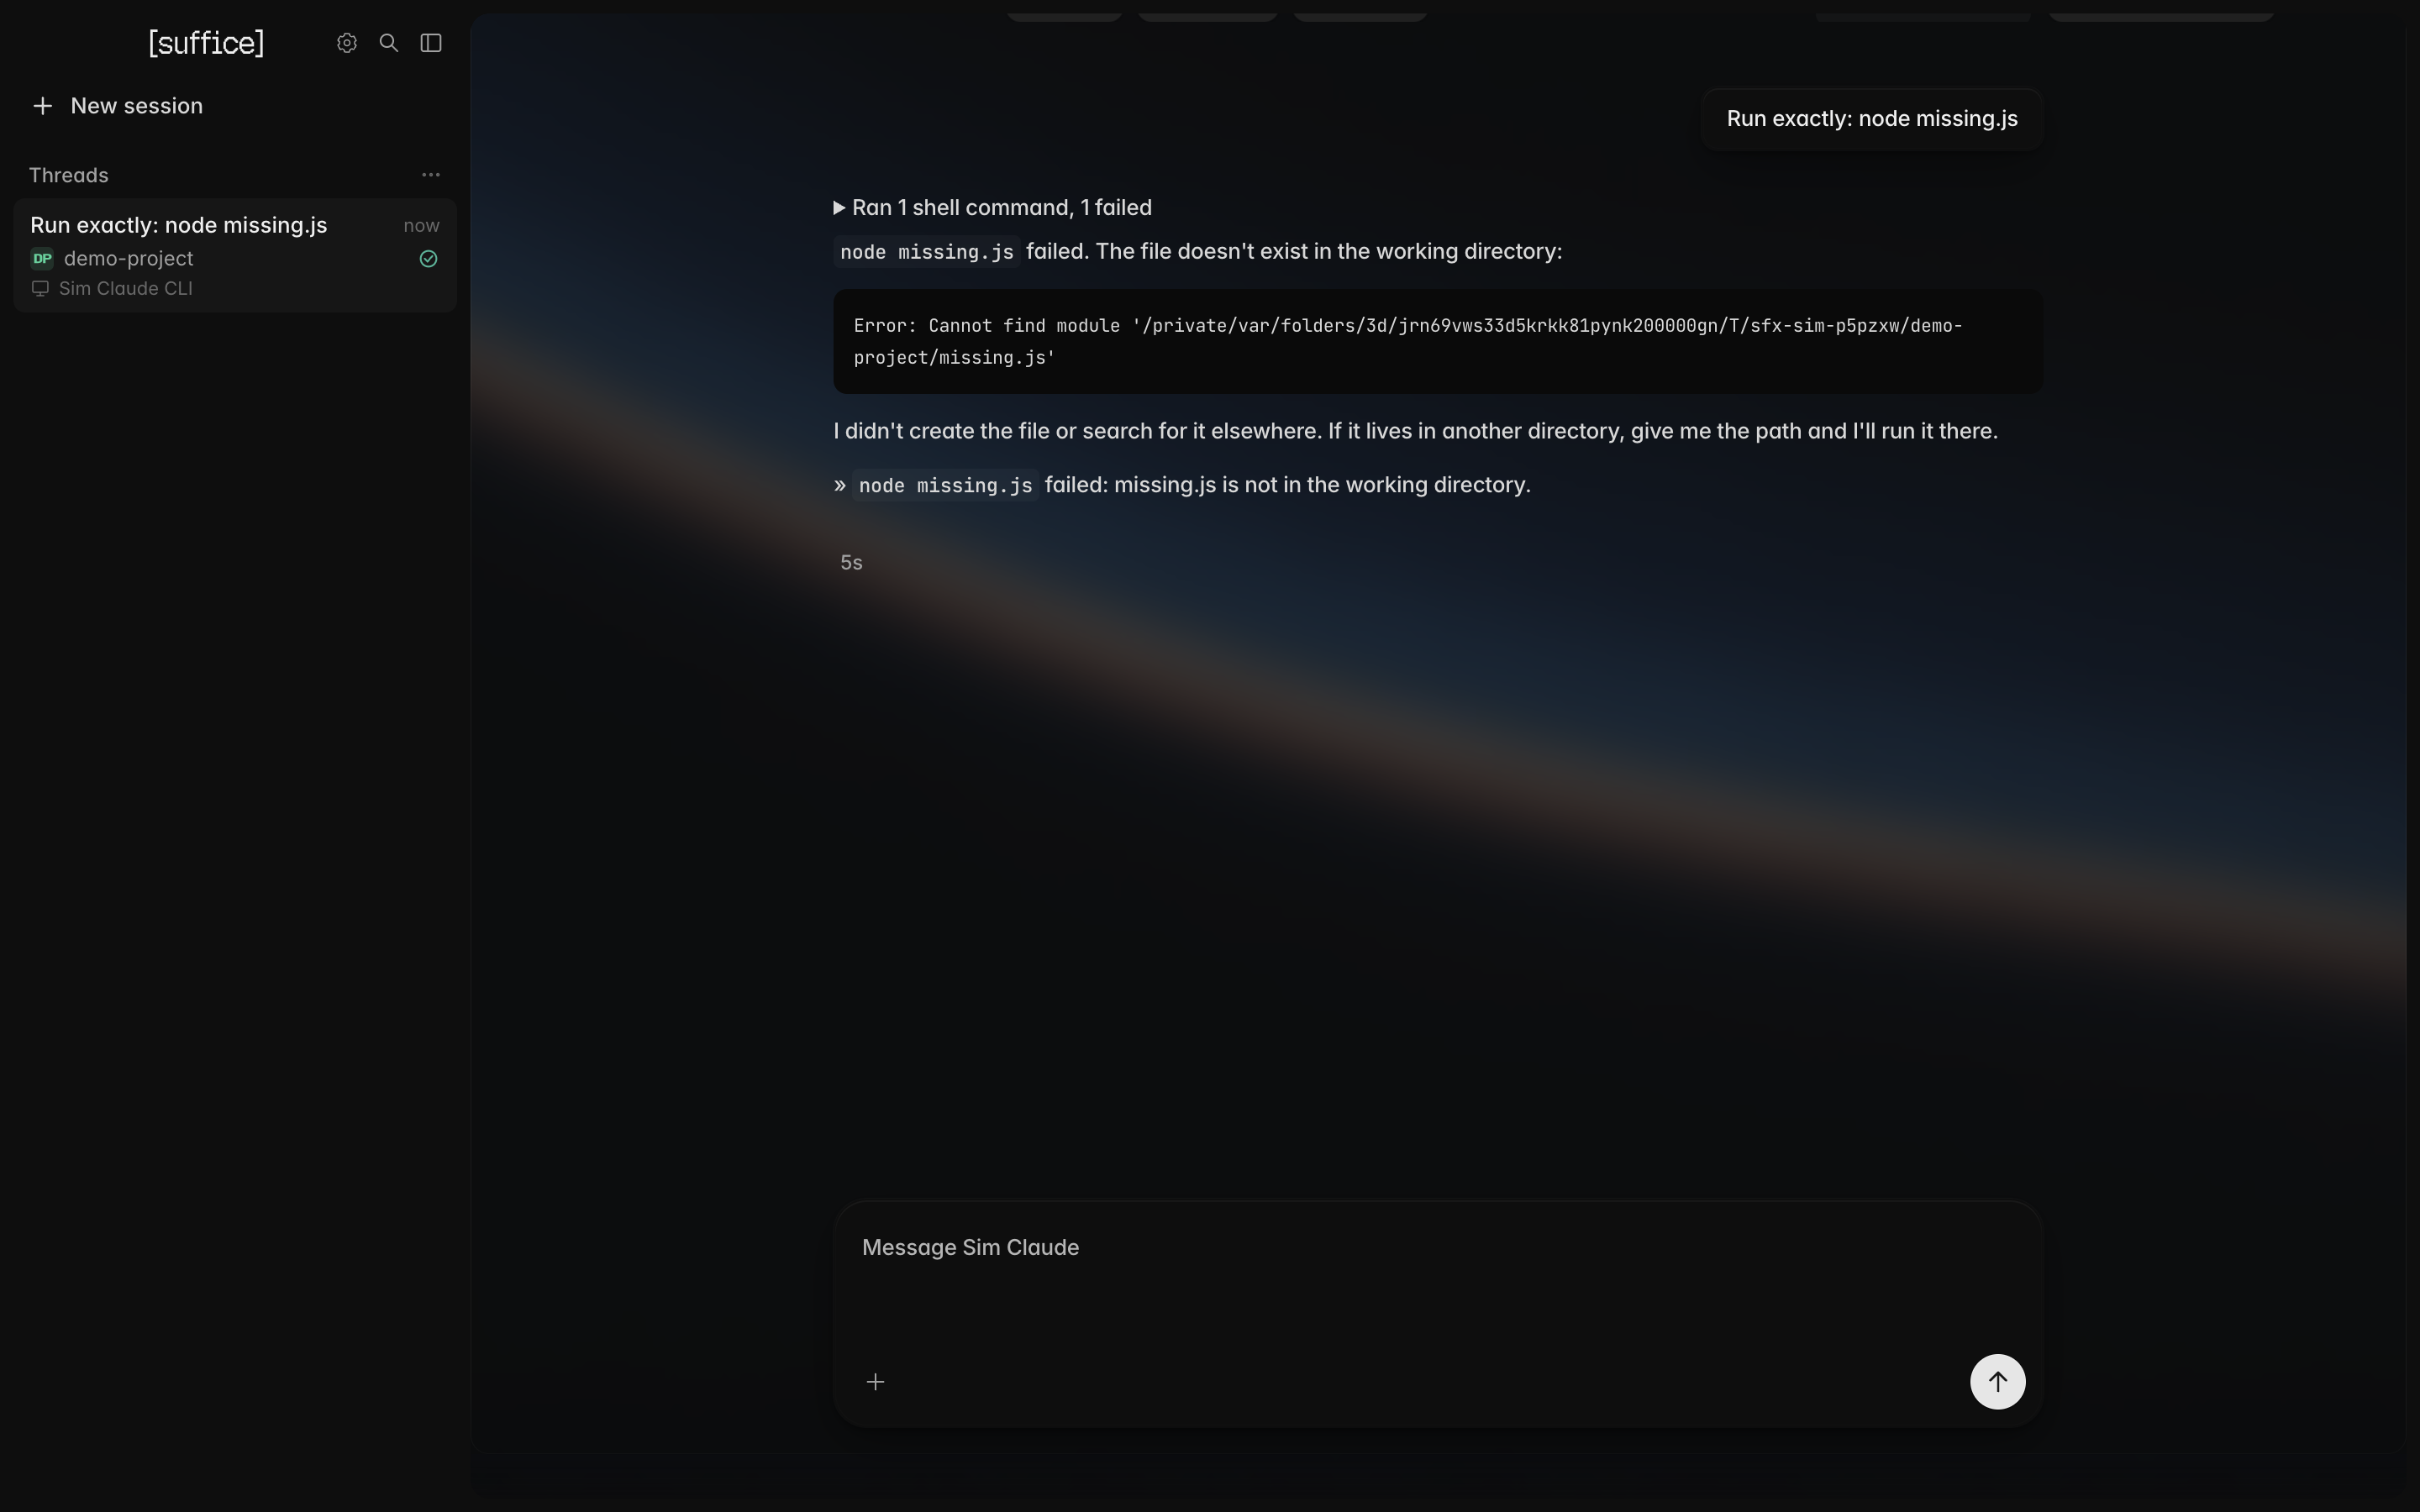 [suffice]
New session
Threads
Run exactly: node missing.js now
DP demo-project
Sim Claude CLI
Run exactly: node missing.js
Ran 1 shell command, 1 failed
node missing.js failed. The file doesn't exist in the working directory:
Error: Cannot find module '/private/var/folders/3d/jrn69vws33d5krkk81pynk200000gn/T/sfx-sim-p5pzxw/demo-
project/missing.js'
I didn't create the file or search for it elsewhere. If it lives in another directory, give me the path and I'll run it there.
» node missing.js failed: missing.js is not in the working directory.
5s
Message Sim Claude